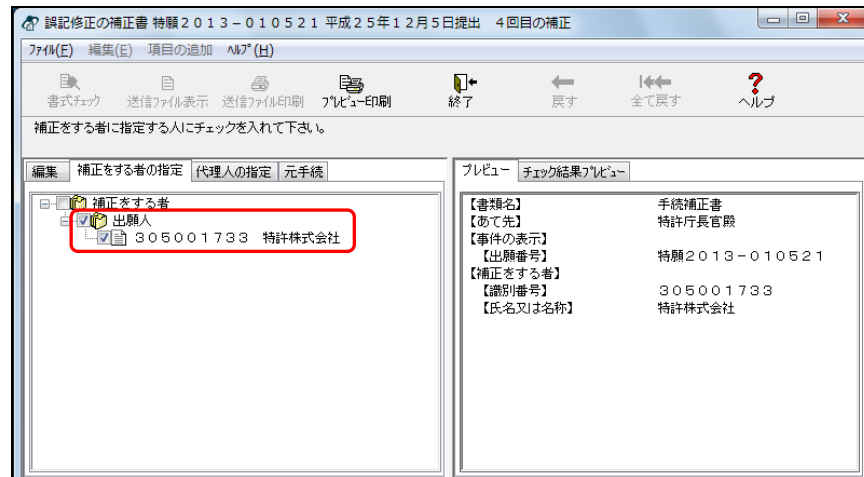 誤記修正の補正書 特願２０１３－０１０５２１ 平成２５年１２月５日提出　４回目の補正
ﾌｧｲﾙ(F)　編集(E)　項目の追加　ﾍﾙﾌﾟ(H)
書式チェック　送信ﾌｧｲﾙ表示　送信ﾌｧｲﾙ印刷　ﾌﾟﾚﾋﾞｭｰ印刷　終了　戻す　全て戻す　ヘルプ
補正をする者に指定する人にチェックを入れて下さい。
編集　補正をする者の指定　代理人の指定　元手続
補正をする者
出願人
３０５００１７３３　特許株式会社
プレビュー　チェック結果ﾌﾟﾚﾋﾞｭｰ
【書類名】　手続補正書
【あて先】　特許庁長官殿
【事件の表示】
【出願番号】　特願２０１３－０１０５２１
【補正をする者】
【識別番号】　３０５００１７３３
【氏名又は名称】　特許株式会社